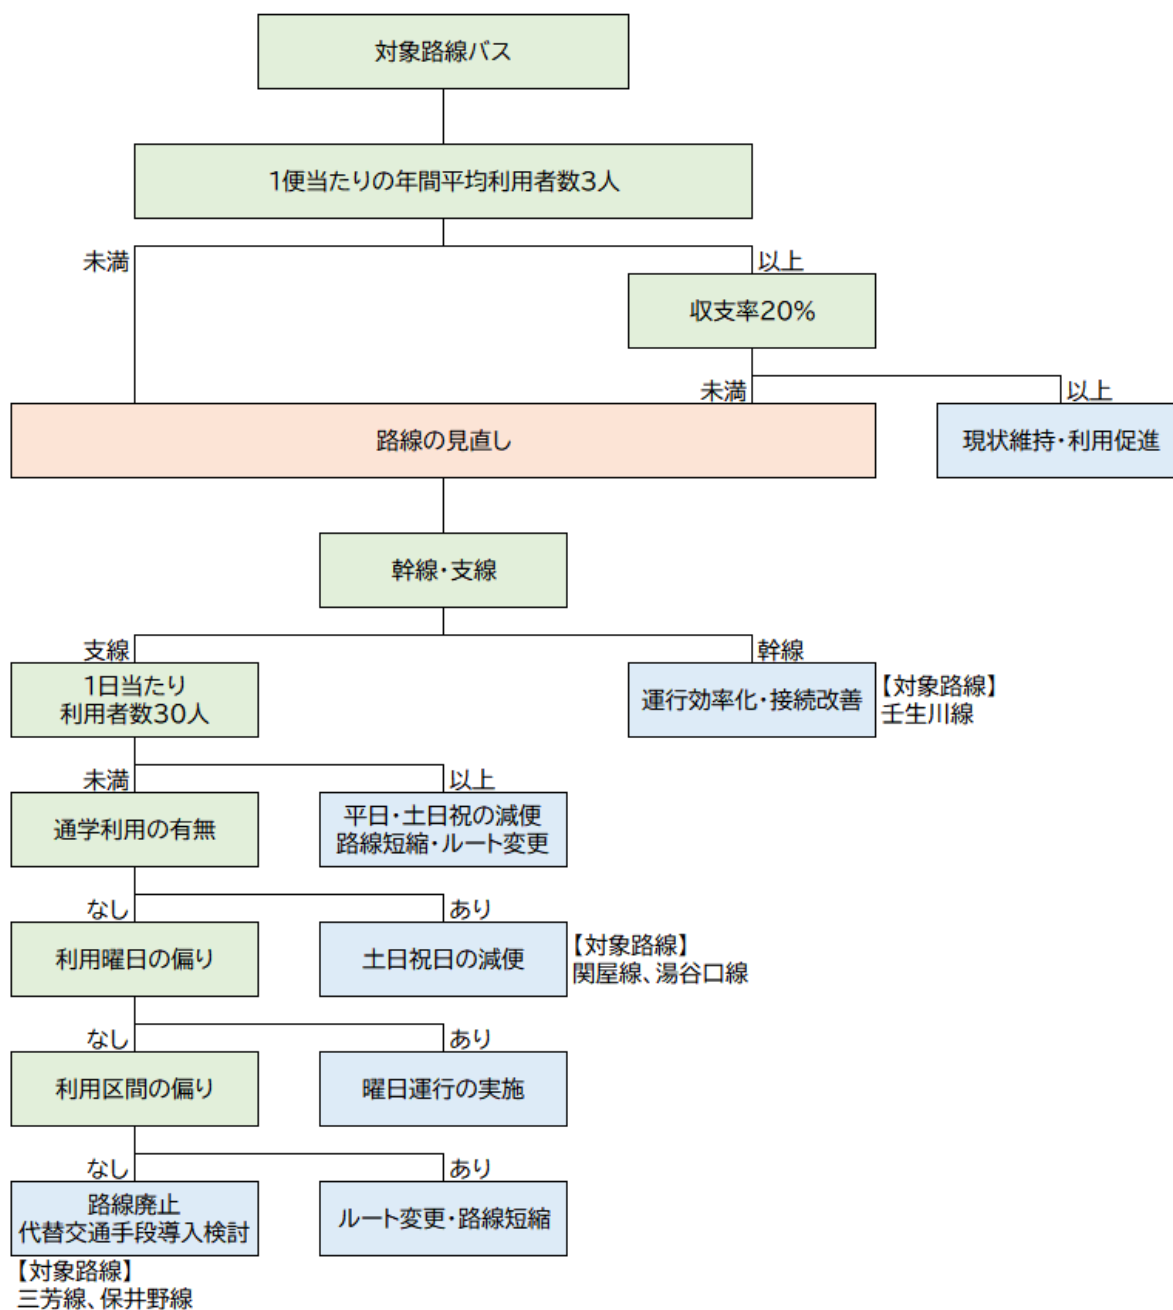 対象路線バス
1便当たりの年間平均利用者数3人
未満
以上
収支率20%
未満
以上
路線の見直し
現状維持・利用促進
幹線・支線
支線
幹線
1日当たり
利用者数30人
運行効率化・接続改善
【対象路線】
壬生川線
未満
以上
通学利用の有無
平日・土日祝の減便
路線短縮・ルート変更
なし
あり
利用曜日の偏り
土日祝日の減便
【対象路線】
関屋線、湯谷口線
なし
あり
利用区間の偏り
曜日運行の実施
なし
あり
路線廃止
代替交通手段導入検討
ルート変更・路線短縮
【対象路線】
三芳線、保井野線